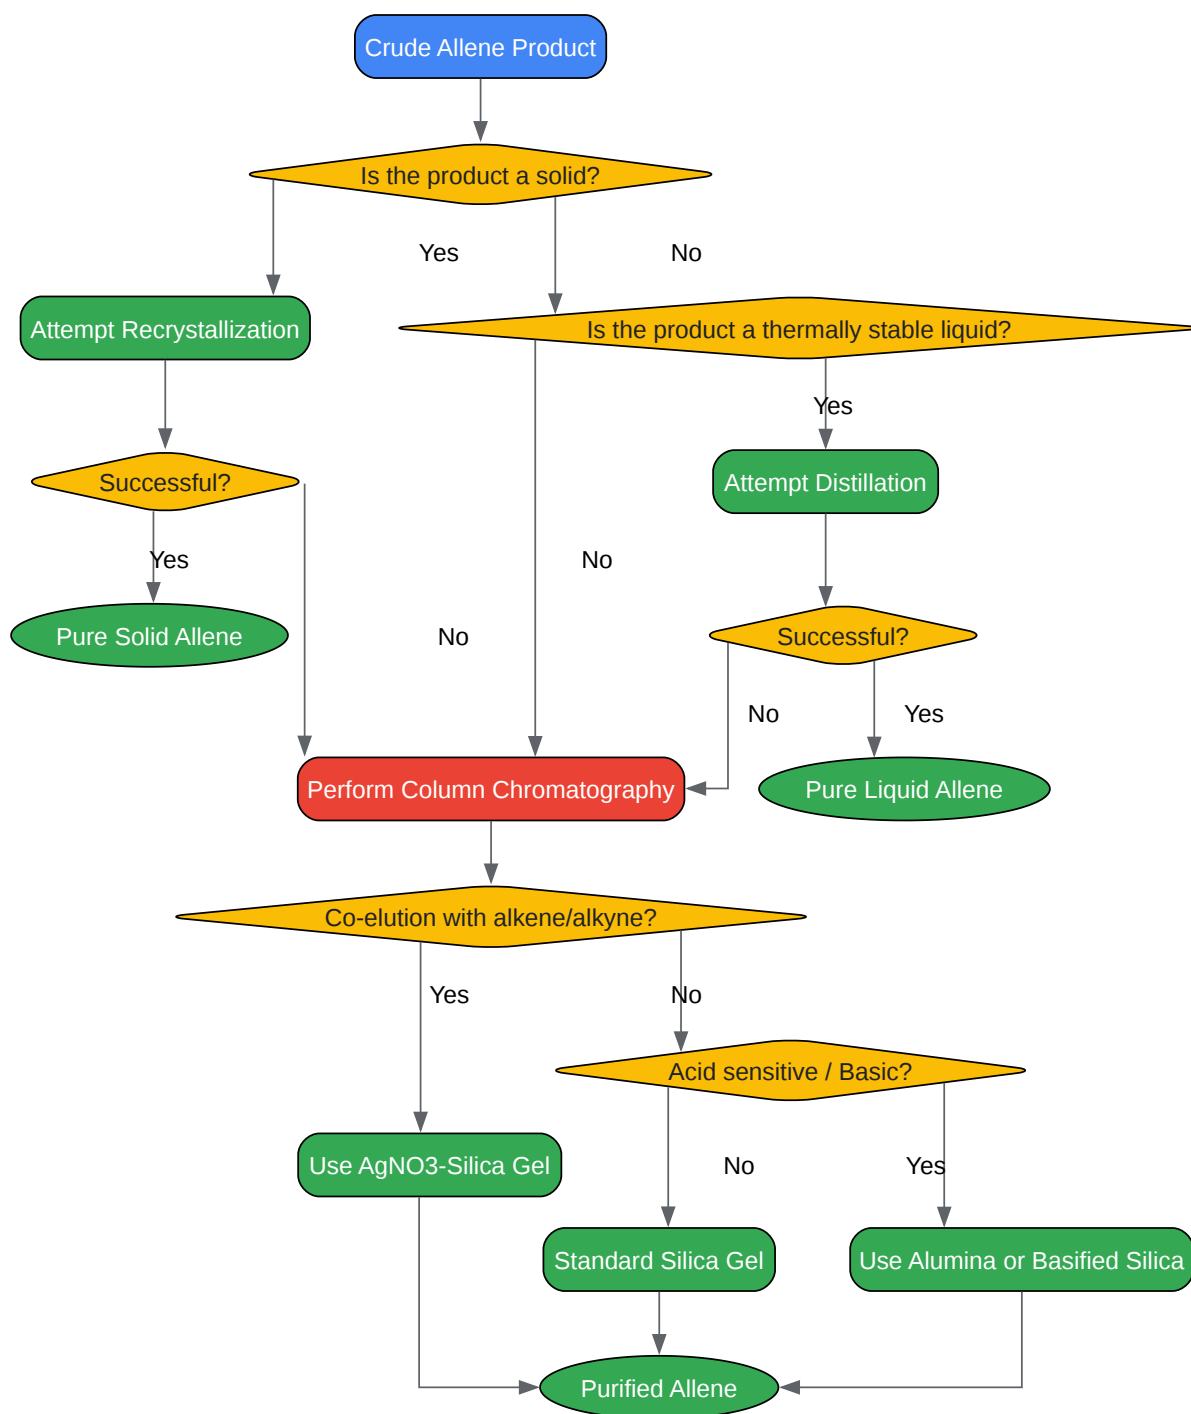 Crude Allene Product
Is the product a solid?
Yes
No
Attempt Recrystallization
Is the product a thermally stable liquid?
Yes
Successful?
Attempt Distillation
Yes
No
Pure Solid Allene
No
Successful?
No
Yes
Perform Column Chromatography
Pure Liquid Allene
Co-elution with alkene/alkyne?
Yes
No
Acid sensitive / Basic?
Use AgNO3-Silica Gel
No
Yes
Standard Silica Gel
Use Alumina or Basified Silica
Purified Allene